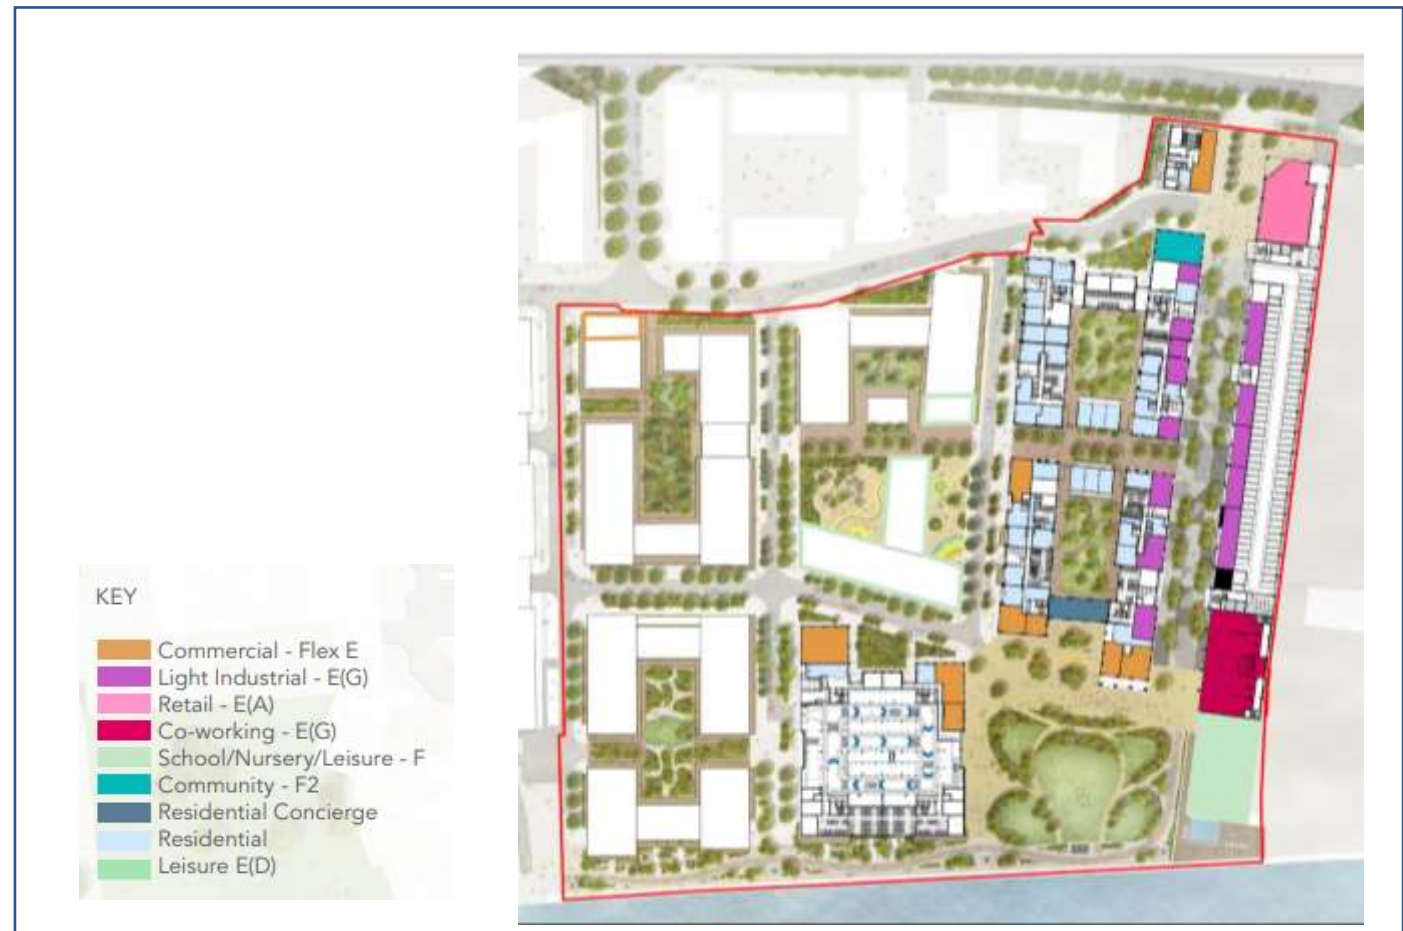 KEY
Commercial - Flex E
Light Industrial - E(G)
Retail - E(A)
Co-working - E(G)
School/Nursery/Leisure - F
Community - F2
Residential Concierge
Residential
Leisure E(D)